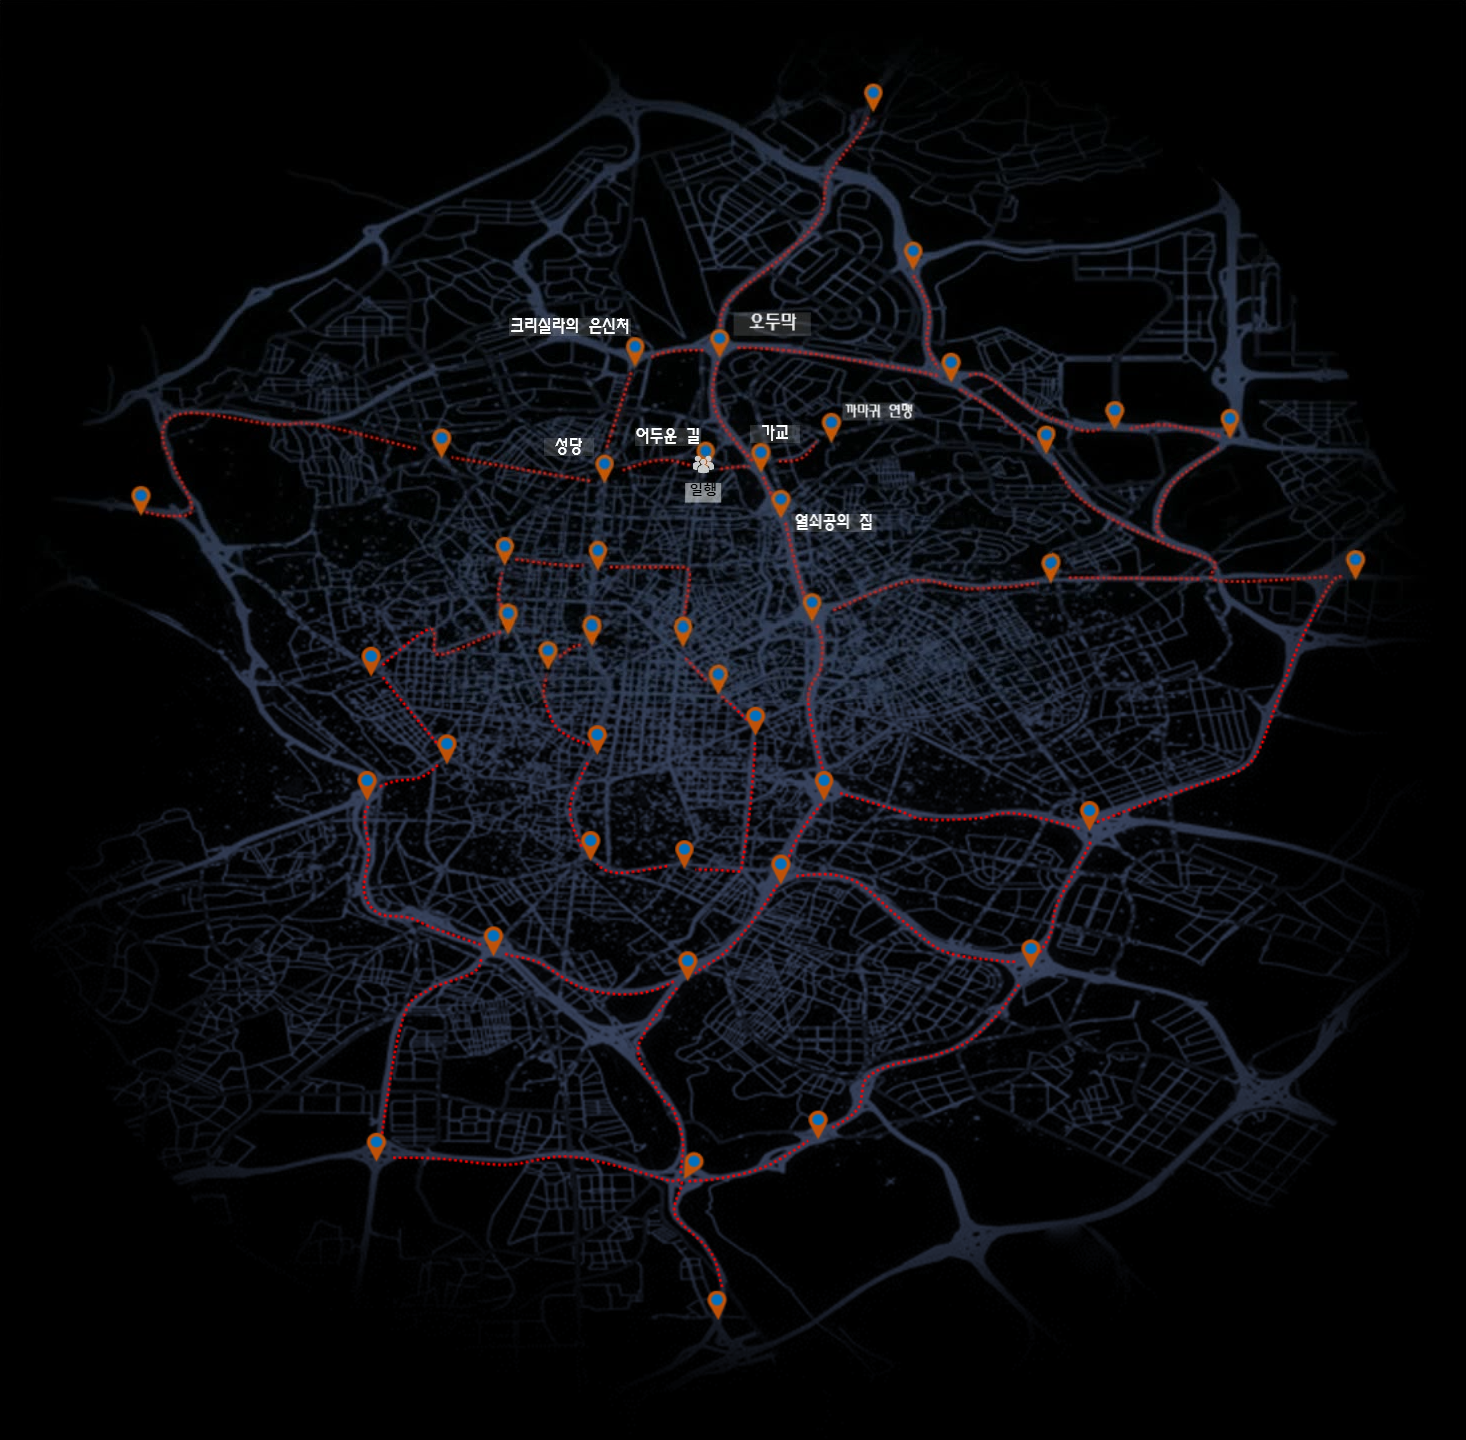 오두막
크리실라의 은신처
까마귀 연맹
어두운 길
가교
성당
일행
열쇠공의 집